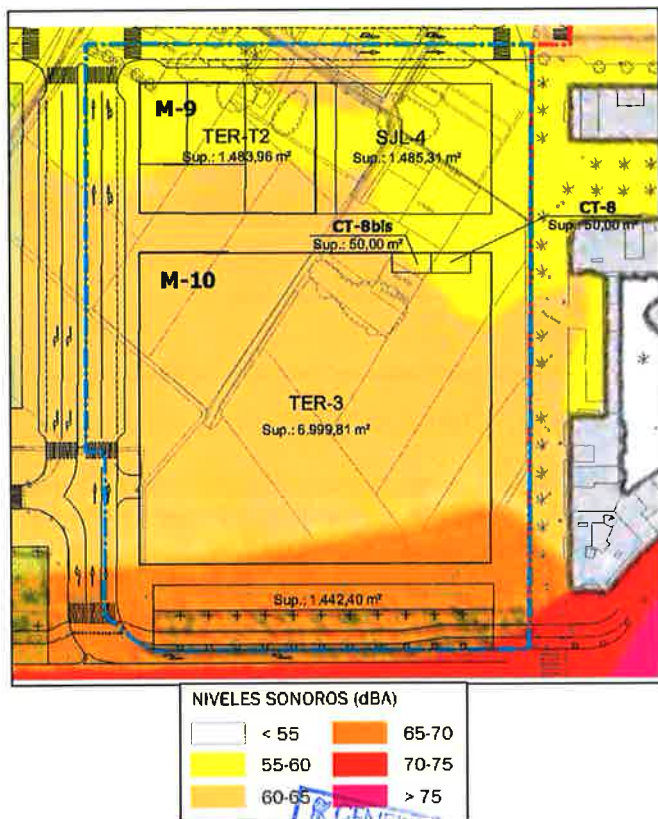 M-9
TER-T2
Sup.: 1.483,96 m²
SJL-4
Sup.: 1.485,31 m²
CT-8bis
Sup.: 50,00 m²
CT-8
Sup.: 50,00 m²
M-10
TER-3
Sup.: 6.999,81 m²
Sup.: 1.442,40 m²
NIVELES SONOROS (dBA)
< 55
65-70
55-60
70-75
60-65
> 75